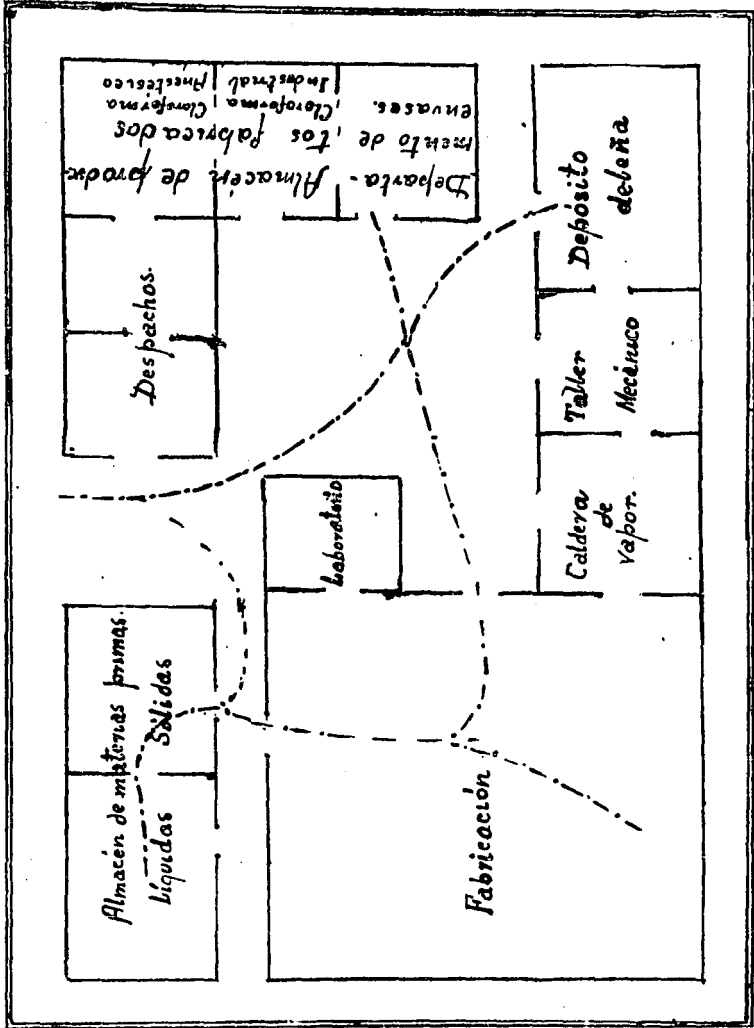 Almacén de materias primas.
Líquidas
Sólidas
Despachos.
Departa-
mento de
envases.
Almacén de produc-
tos fabricados
Cloroformo
Industrial
Cloroformo
Anestésico
Laboratorio
Fabricación
Caldera
de
Vapor.
Taller
Mecánico
Depósito
de leña